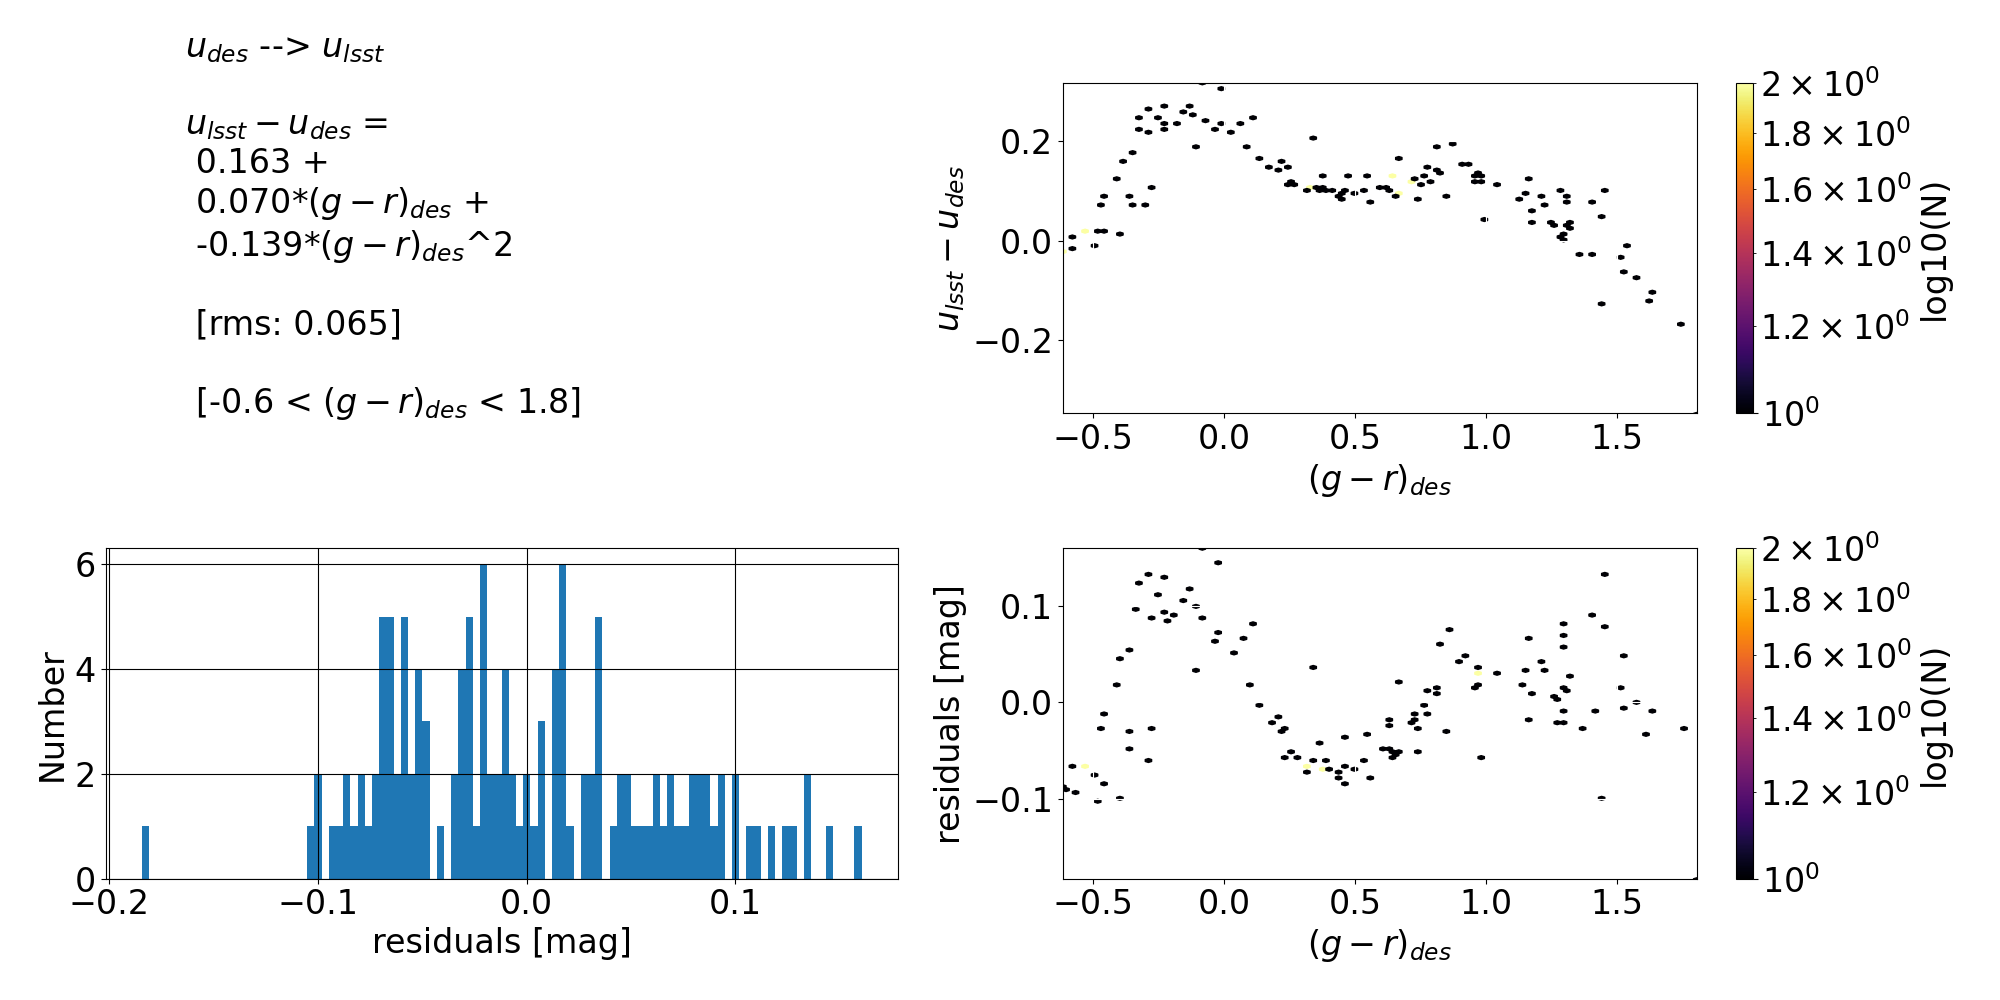 u_des --> u_lsst
u_lsst − u_des =
0.163 +
0.070*(g − r)_des +
-0.139*(g − r)_des^2
[rms: 0.065]
[-0.6 < (g − r)_des < 1.8]
0.2
0.0
−0.2
u_lsst − u_des
−0.5 0.0 0.5 1.0 1.5
(g − r)_des
2 × 10^0
1.8 × 10^0
1.6 × 10^0
1.4 × 10^0
1.2 × 10^0
10^0
log10(N)
6
4
2
0
Number
−0.2 −0.1 0.0 0.1
residuals [mag]
0.1
0.0
−0.1
residuals [mag]
−0.5 0.0 0.5 1.0 1.5
(g − r)_des
2 × 10^0
1.8 × 10^0
1.6 × 10^0
1.4 × 10^0
1.2 × 10^0
10^0
log10(N)